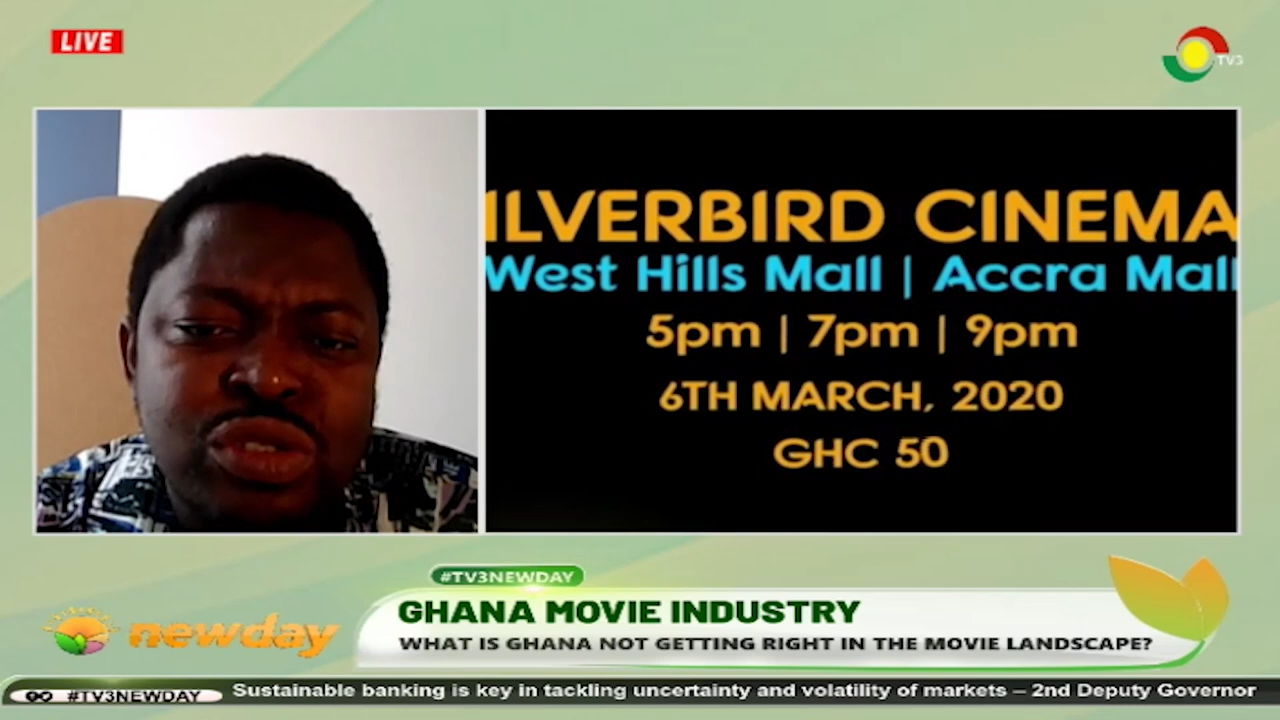 LIVE
TV3
ILVERBIRD CINEMA
West Hills Mall | Accra Mall
5pm | 7pm | 9pm
6TH MARCH, 2020
GHC 50
#TV3NEWDAY
GHANA MOVIE INDUSTRY
newday
WHAT IS GHANA NOT GETTING RIGHT IN THE MOVIE LANDSCAPE?
#TV3NEWDAY
Sustainable banking is key in tackling uncertainty and volatility of markets – 2nd Deputy Governor